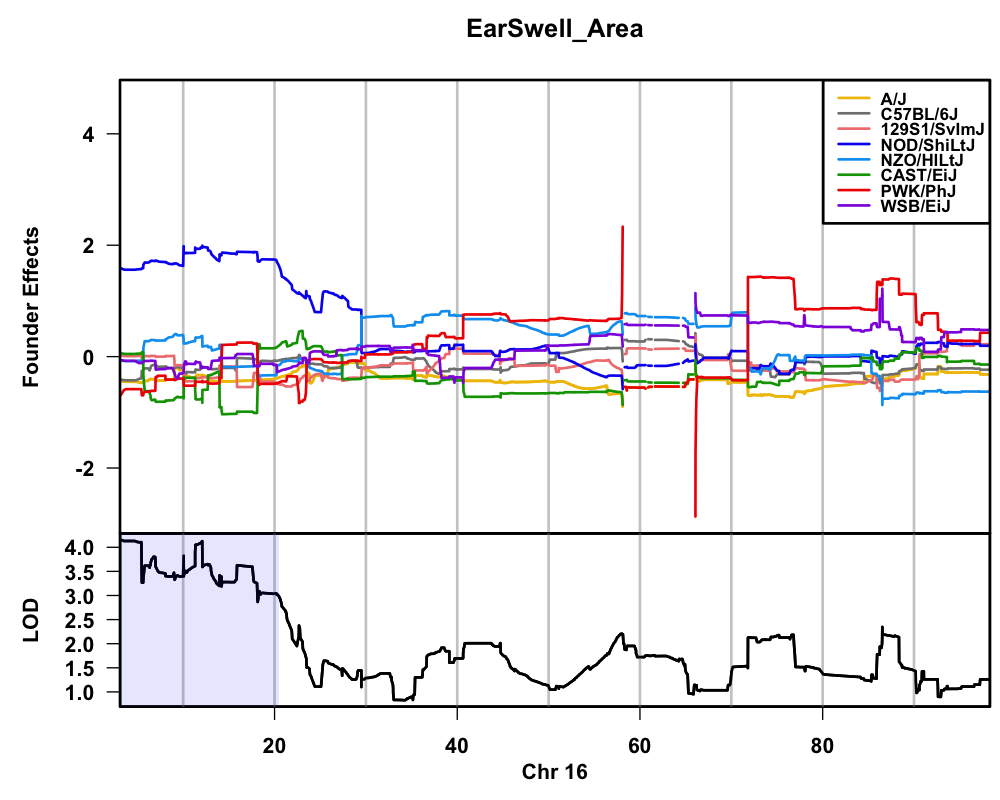 EarSwell_Area
A/J
C57BL/6J
129S1/SvImJ
NOD/ShiLtJ
NZO/HlLtJ
CAST/EiJ
PWK/PhJ
WSB/EiJ
Founder Effects
4
2
0
-2
LOD
4.0
3.5
3.0
2.5
2.0
1.5
1.0
20
40
60
80
Chr 16